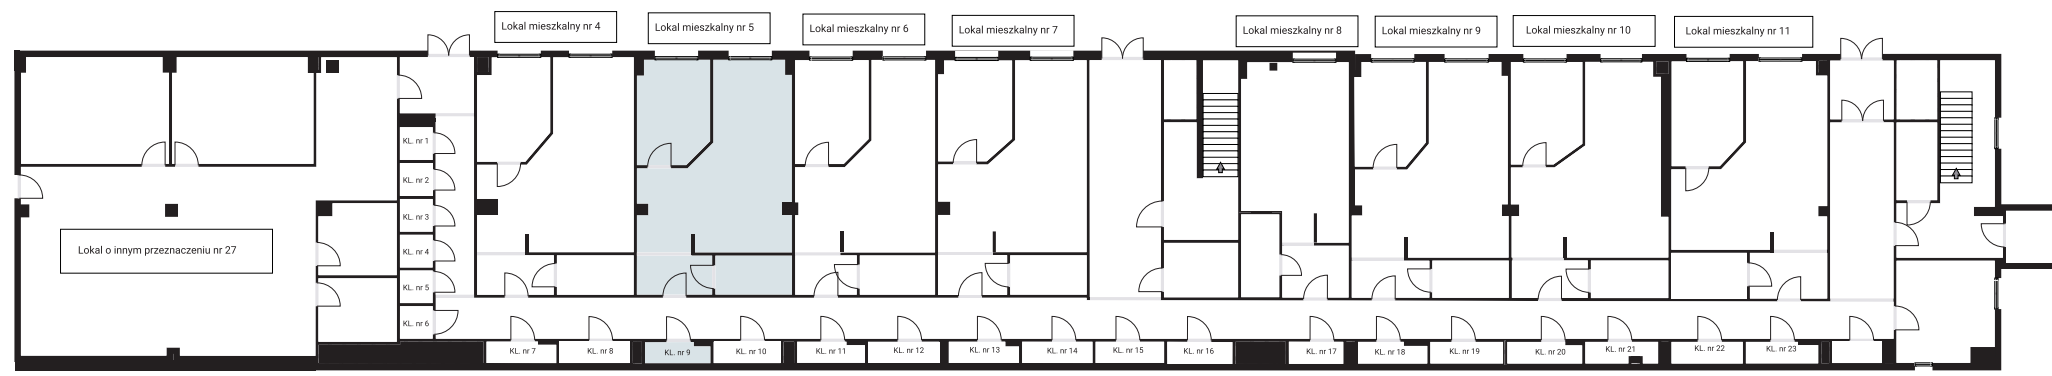 Lokal mieszkalny nr 4
Lokal mieszkalny nr 5
Lokal mieszkalny nr 6
Lokal mieszkalny nr 7
Lokal mieszkalny nr 8
Lokal mieszkalny nr 9
Lokal mieszkalny nr 10
Lokal mieszkalny nr 11
KL. nr 1
KL. nr 2
KL. nr 3
KL. nr 4
KL. nr 5
KL. nr 6
Lokal o innym przeznaczeniu nr 27
KL. nr 7
KL. nr 8
KL. nr 9
KL. nr 10
KL. nr 11
KL. nr 12
KL. nr 13
KL. nr 14
KL. nr 15
KL. nr 16
KL. nr 17
KL. nr 18
KL. nr 19
KL. nr 20
KL. nr 21
KL. nr 22
KL. nr 23